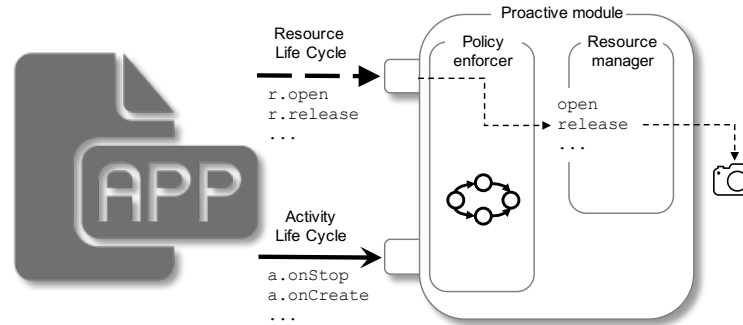 Proactive module
Resource
Life Cycle
r.open
r.release
...
Policy
enforcer
Resource
manager
open
release
...
APP
Activity
Life Cycle
a.onStop
a.onCreate
...